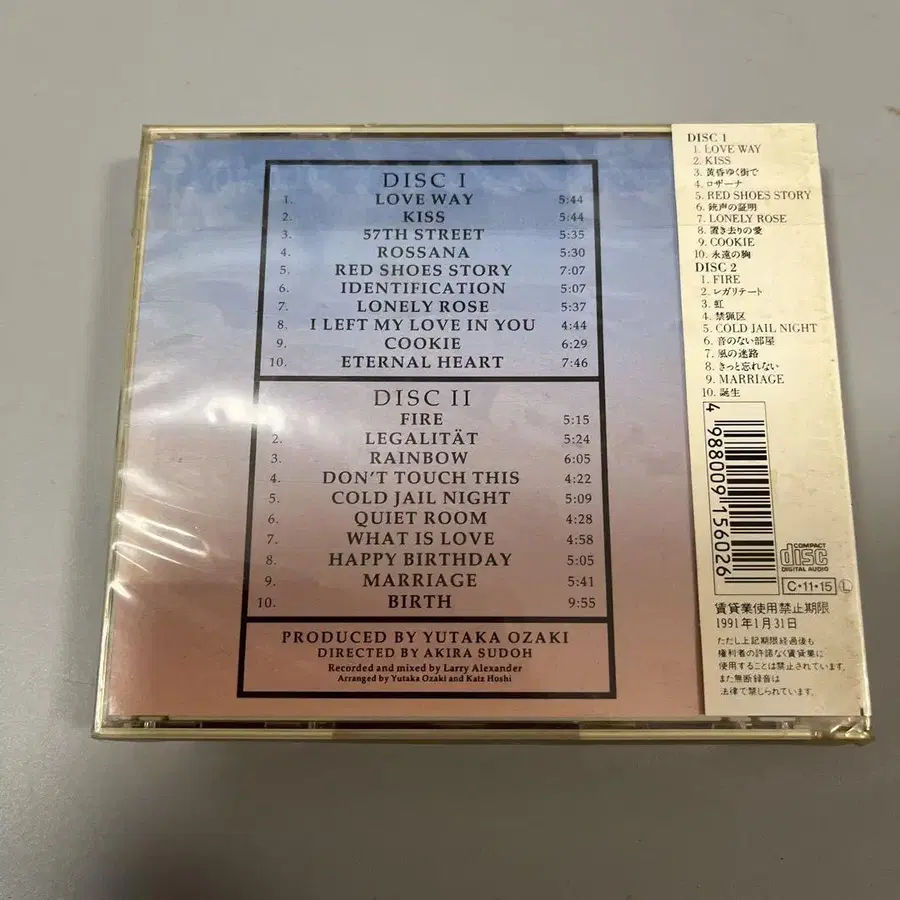 DISC I
1. LOVE WAY 5:44
2. KISS 5:44
3. 57TH STREET 5:35
4. ROSSANA 5:30
5. RED SHOES STORY 7:07
6. IDENTIFICATION 5:07
7. LONELY ROSE 5:37
8. I LEFT MY LOVE IN YOU 4:44
9. COOKIE 6:29
10. ETERNAL HEART 7:46
DISC II
FIRE 5:15
2. LEGALITÄT 5:24
3. RAINBOW 6:05
4. DON'T TOUCH THIS 4:22
5. COLD JAIL NIGHT 5:09
6. QUIET ROOM 4:28
7. WHAT IS LOVE 4:58
8. HAPPY BIRTHDAY 5:05
9. MARRIAGE 5:41
10. BIRTH 9:55
PRODUCED BY YUTAKA OZAKI
DIRECTED BY AKIRA SUDOH
Recorded and mixed by Larry Alexander
Arranged by Yutaka Ozaki and Kaiz Hoshi
DISC 1
1. LOVE WAY
2. KISS
3. 黄昏ゆく街で
4. ロザーナ
5. RED SHOES STORY
6. 銃声の証明
7. LONELY ROSE
8. 置き去りの愛
9. COOKIE
10. 永遠の胸
DISC 2
1. FIRE
2. レガリテート
3. 虹
4. 禁猟区
5. COLD JAIL NIGHT
6. 音のない部屋
7. 風の迷路
8. きっと忘れない
9. MARRIAGE
10. 誕生
4 988009 156026
COMPACT
disc
DIGITAL AUDIO
C・11・15 L
賃貸業使用禁止期限
1991年1月31日
ただし上記期限経過後も
権利者の許諾なく賃貸業に
使用することは禁止されています。
また無断録音は
法律で禁じられています。